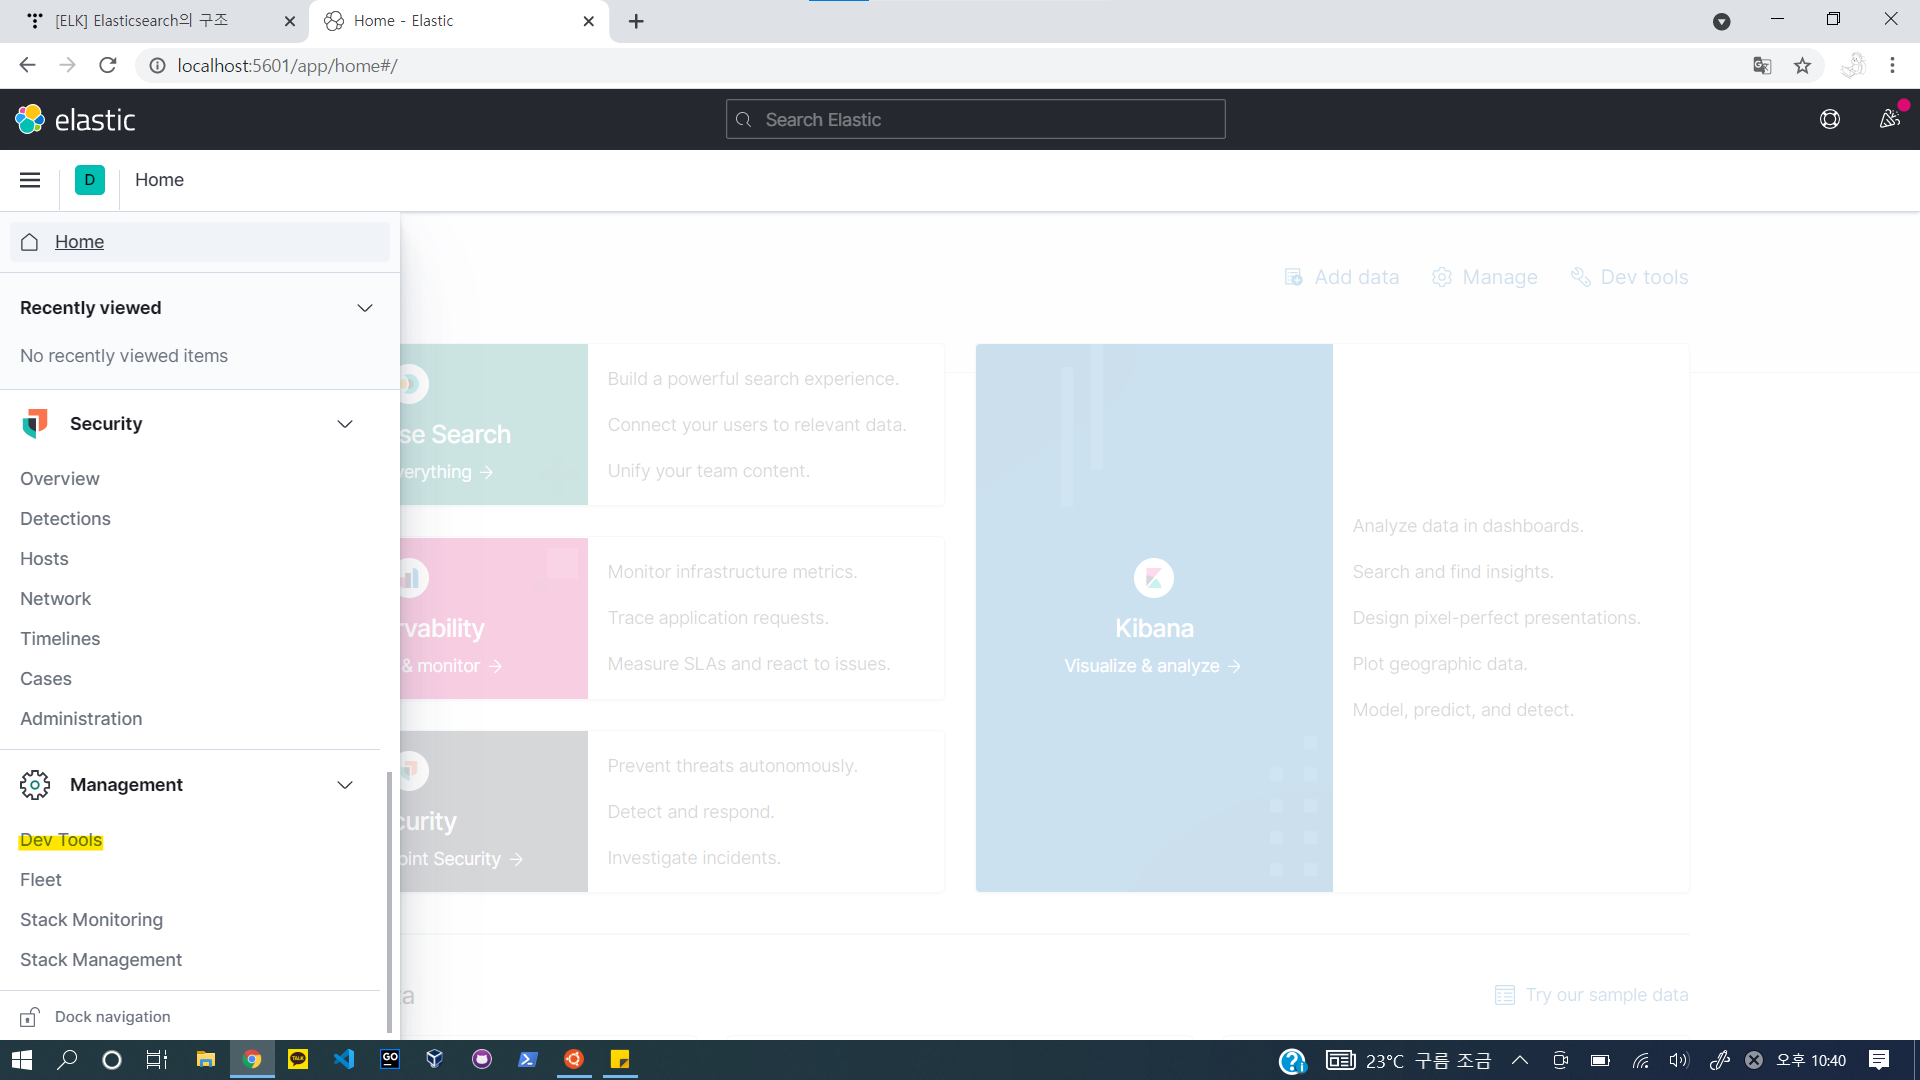 [ELK] Elasticsearch의 구조
Home - Elastic
localhost:5601/app/home#/
elastic
Search Elastic
D
Home
Home
Add data
Manage
Dev tools
Recently viewed
No recently viewed items
Security
Overview
Detections
Hosts
Network
Timelines
Cases
Administration
Management
Dev Tools
Fleet
Stack Monitoring
Stack Management
Dock navigation
se Search
verything →
Build a powerful search experience.
Connect your users to relevant data.
Unify your team content.
rvability
& monitor →
Monitor infrastructure metrics.
Trace application requests.
Measure SLAs and react to issues.
curity
oint Security →
Prevent threats autonomously.
Detect and respond.
Investigate incidents.
Kibana
Visualize & analyze →
Analyze data in dashboards.
Search and find insights.
Design pixel-perfect presentations.
Plot geographic data.
Model, predict, and detect.
ta
Try our sample data
TALK
GO
23°C 구름 조금
오후 10:40